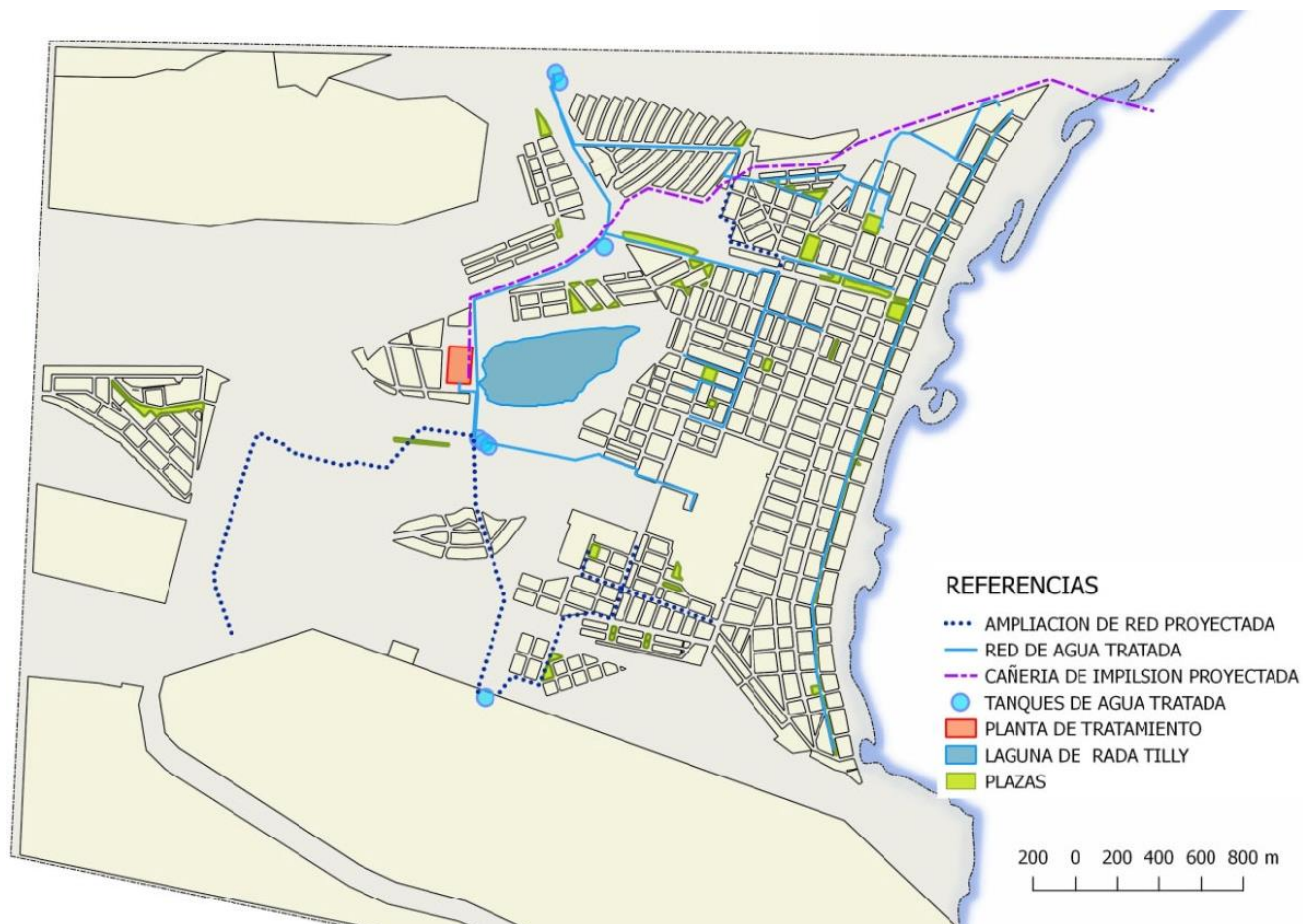 REFERENCIAS
AMPLIACION DE RED PROYECTADA
RED DE AGUA TRATADA
CAÑERIA DE IMPILSION PROYECTADA
TANQUES DE AGUA TRATADA
PLANTA DE TRATAMIENTO
LAGUNA DE RADA TILLY
PLAZAS
200 0 200 400 600 800 m